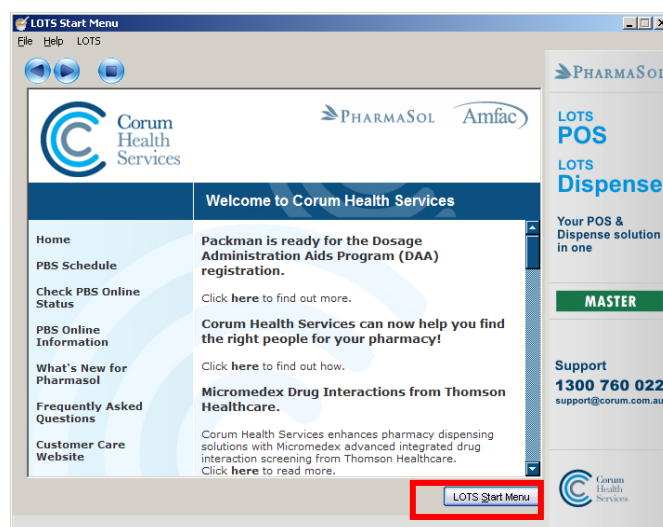 LOTS Start Menu
File Help LOTS
Corum
Health
Services
PHARMASOL
Amfac
Welcome to Corum Health Services
Home
PBS Schedule
Check PBS Online
Status
PBS Online
Information
What's New for
Pharmasol
Frequently Asked
Questions
Customer Care
Website
Packman is ready for the Dosage
Administration Aids Program (DAA)
registration.
Click here to find out more.
Corum Health Services can now help you find
the right people for your pharmacy!
Click here to find out how.
Micromedex Drug Interactions from Thomson
Healthcare.
Corum Health Services enhances pharmacy dispensing
solutions with Micromedex advanced integrated drug
interaction screening from Thomson Healthcare.
Click here to read more.
LOTS Start Menu
PHARMASOL
LOTS
POS
LOTS
Dispense
Your POS &
Dispense solution
in one
MASTER
Support
1300 760 022
support@corum.com.au
Corum
Health
Services